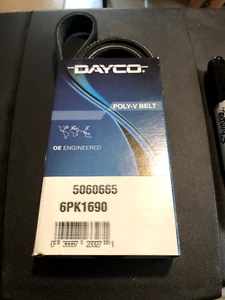 DAYCO
POLY-V BELT
OE ENGINEERED
5060665
6PK1690